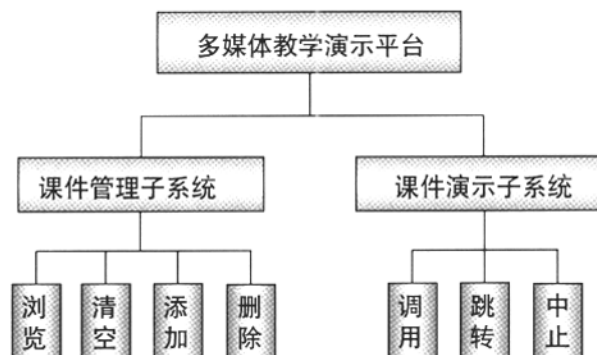 多媒体教学演示平台
课件管理子系统
课件演示子系统
浏览
清空
添加
删除
调用
跳转
中止